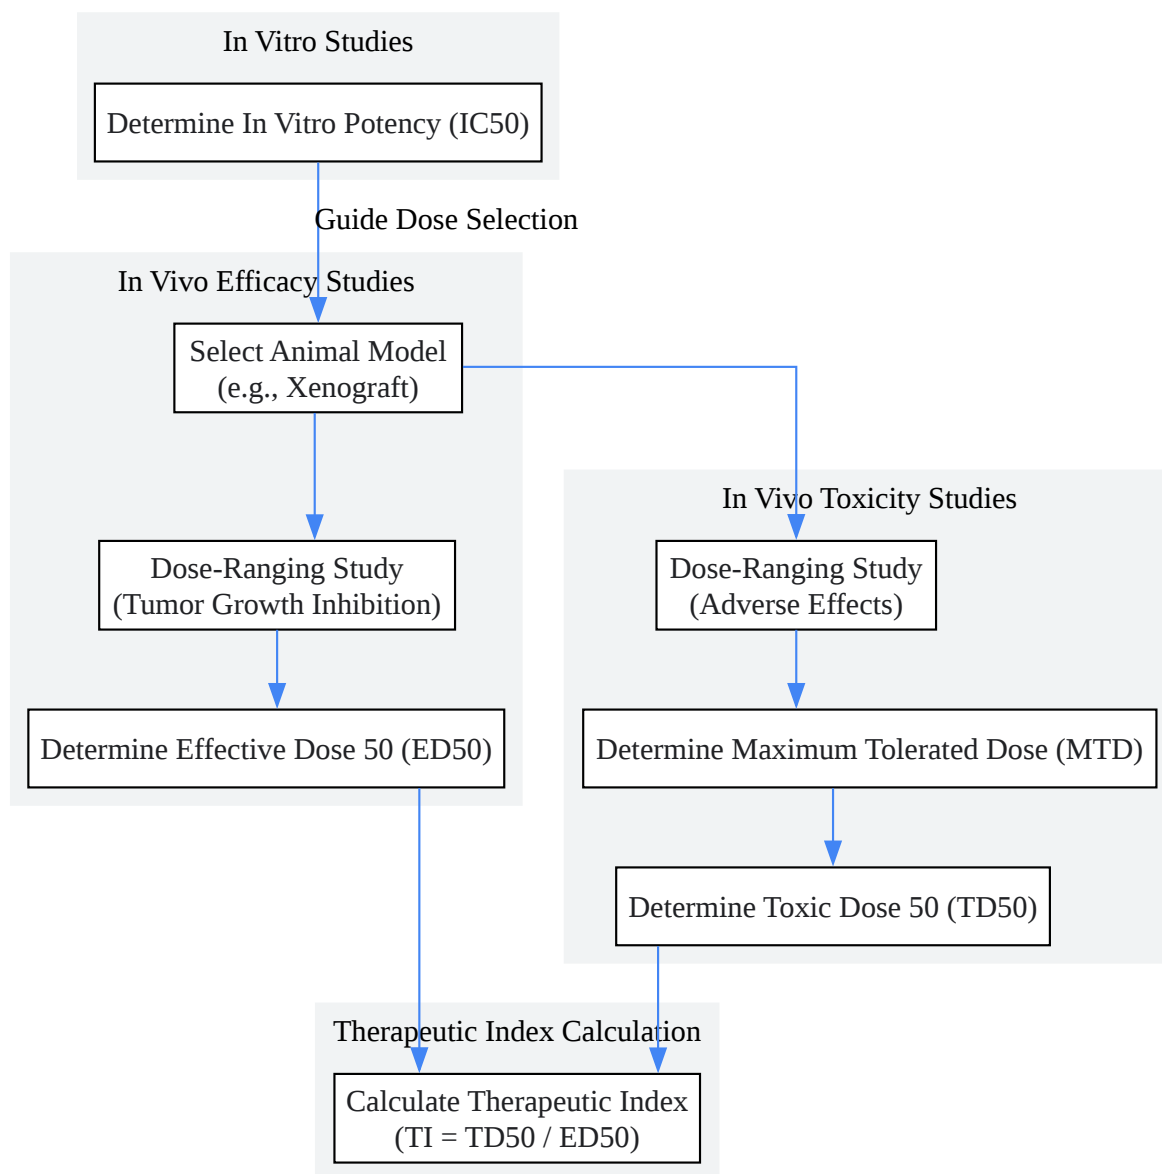 In Vitro Studies
Determine In Vitro Potency (IC50)
Guide Dose Selection
In Vivo Efficacy Studies
Select Animal Model
(e.g., Xenograft)
Dose-Ranging Study
(Tumor Growth Inhibition)
Determine Effective Dose 50 (ED50)
In Vivo Toxicity Studies
Dose-Ranging Study
(Adverse Effects)
Determine Maximum Tolerated Dose (MTD)
Determine Toxic Dose 50 (TD50)
Therapeutic Index Calculation
Calculate Therapeutic Index
(TI = TD50 / ED50)